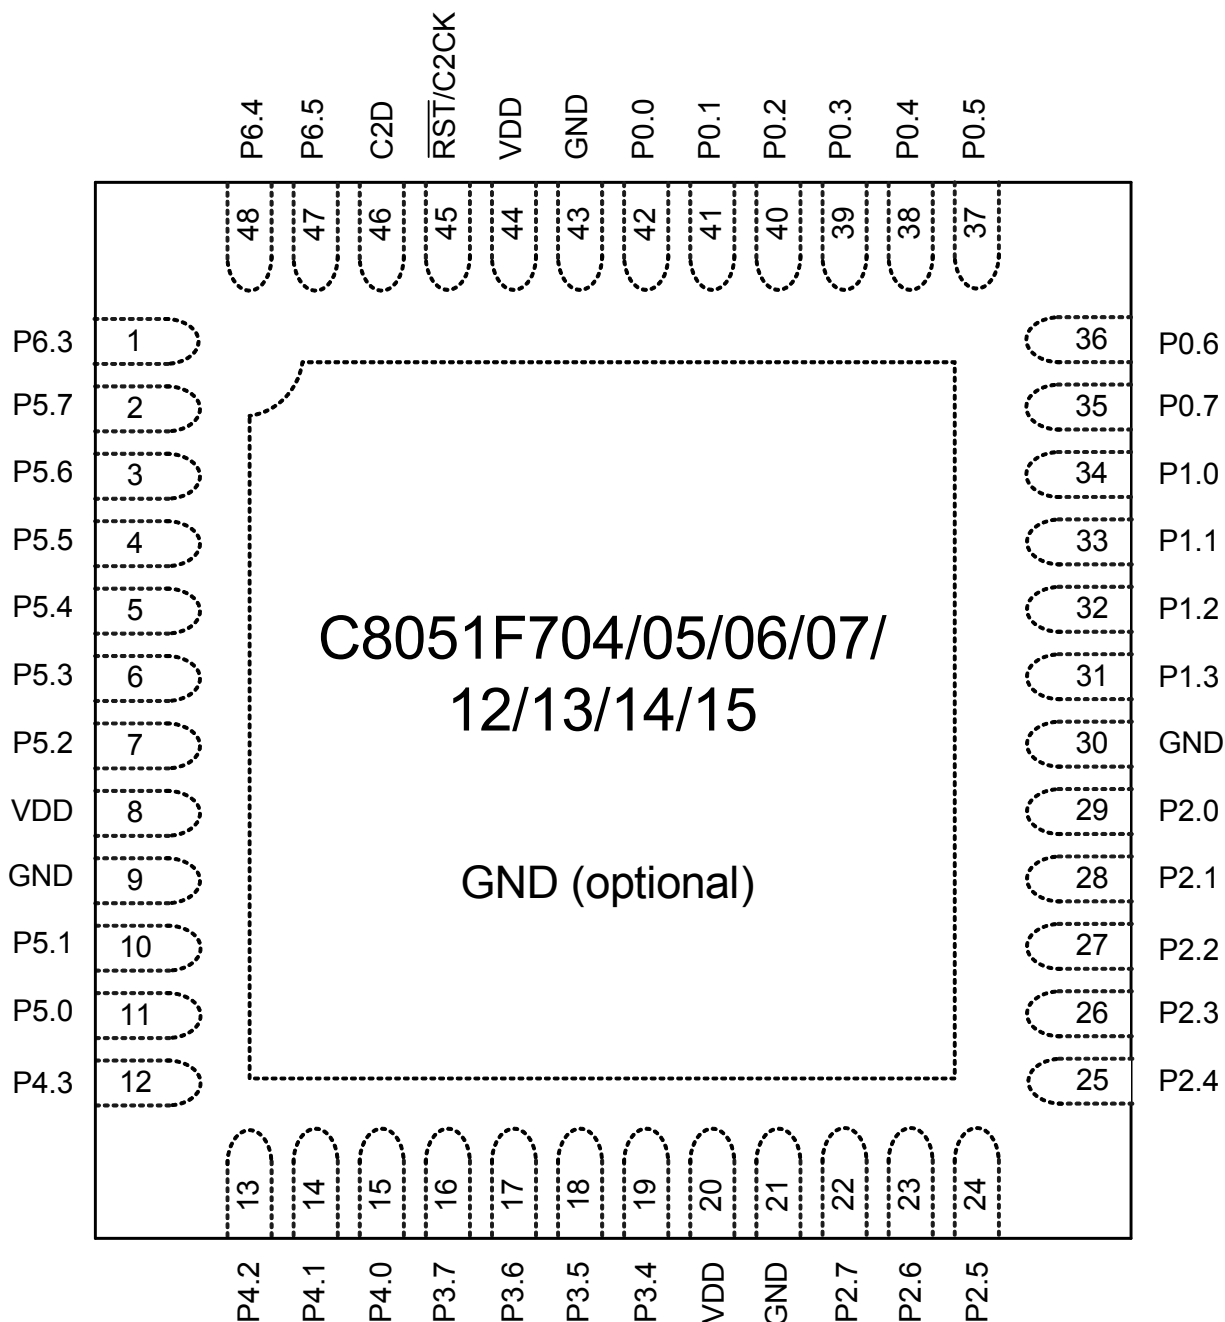 P6.4
P6.5
C2D
RST/C2CK
VDD
GND
P0.0
P0.1
P0.2
P0.3
P0.4
P0.5
48
47
46
45
44
43
42
41
40
39
38
37
P6.3 1
P5.7 2
P5.6 3
P5.5 4
P5.4 5
P5.3 6
P5.2 7
VDD 8
GND 9
P5.1 10
P5.0 11
P4.3 12
36 P0.6
35 P0.7
34 P1.0
33 P1.1
32 P1.2
31 P1.3
30 GND
29 P2.0
28 P2.1
27 P2.2
26 P2.3
25 P2.4
C8051F704/05/06/07/
12/13/14/15
GND (optional)
13
14
15
16
17
18
19
20
21
22
23
24
P4.2
P4.1
P4.0
P3.7
P3.6
P3.5
P3.4
VDD
GND
P2.7
P2.6
P2.5